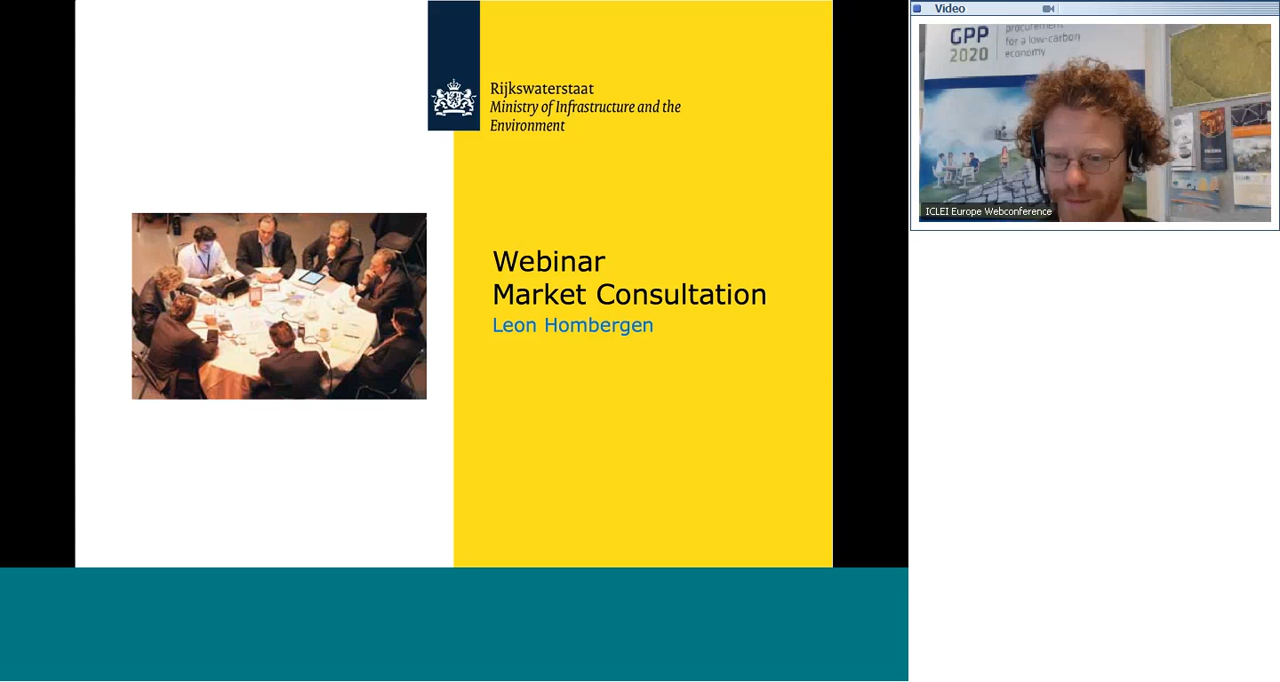 Rijkswaterstaat
Ministry of Infrastructure and the
Environment
Webinar
Market Consultation
Leon Hombergen
Video
GPP
2020
procurement
for a low-carbon
economy
ICLEI Europe Webconference